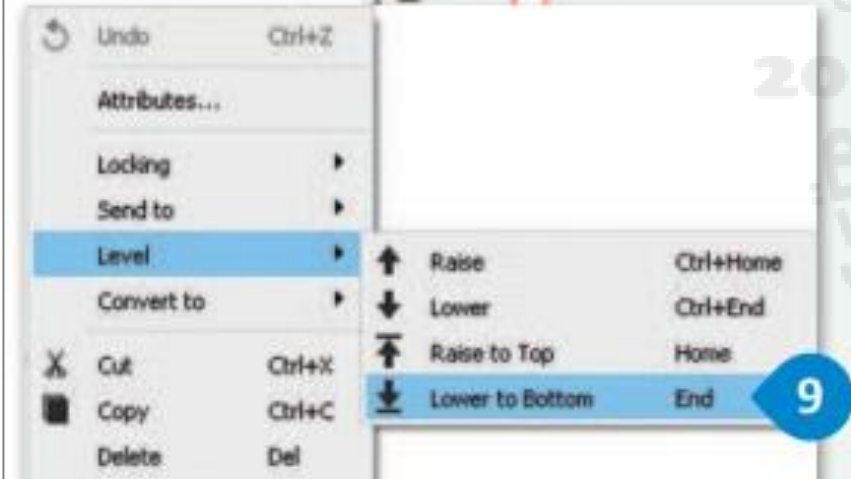 Undo Ctrl+Z
Attributes...
Locking
Send to
Level
Convert to
Cut Ctrl+X
Copy Ctrl+C
Delete Del
Raise Ctrl+Home
Lower Ctrl+End
Raise to Top Home
Lower to Bottom End
9
20